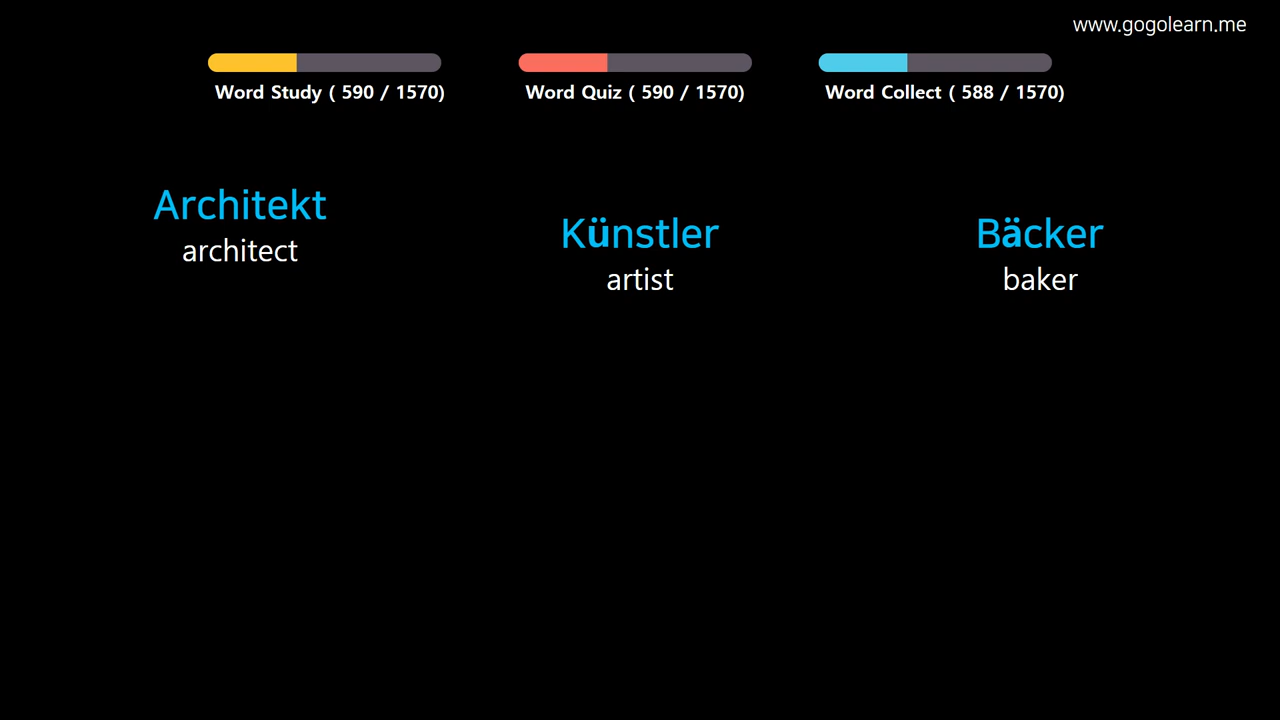 www.gogolearn.me
Word Study ( 590 / 1570)
Word Quiz ( 590 / 1570)
Word Collect ( 588 / 1570)
Architekt
architect
Künstler
artist
Bäcker
baker